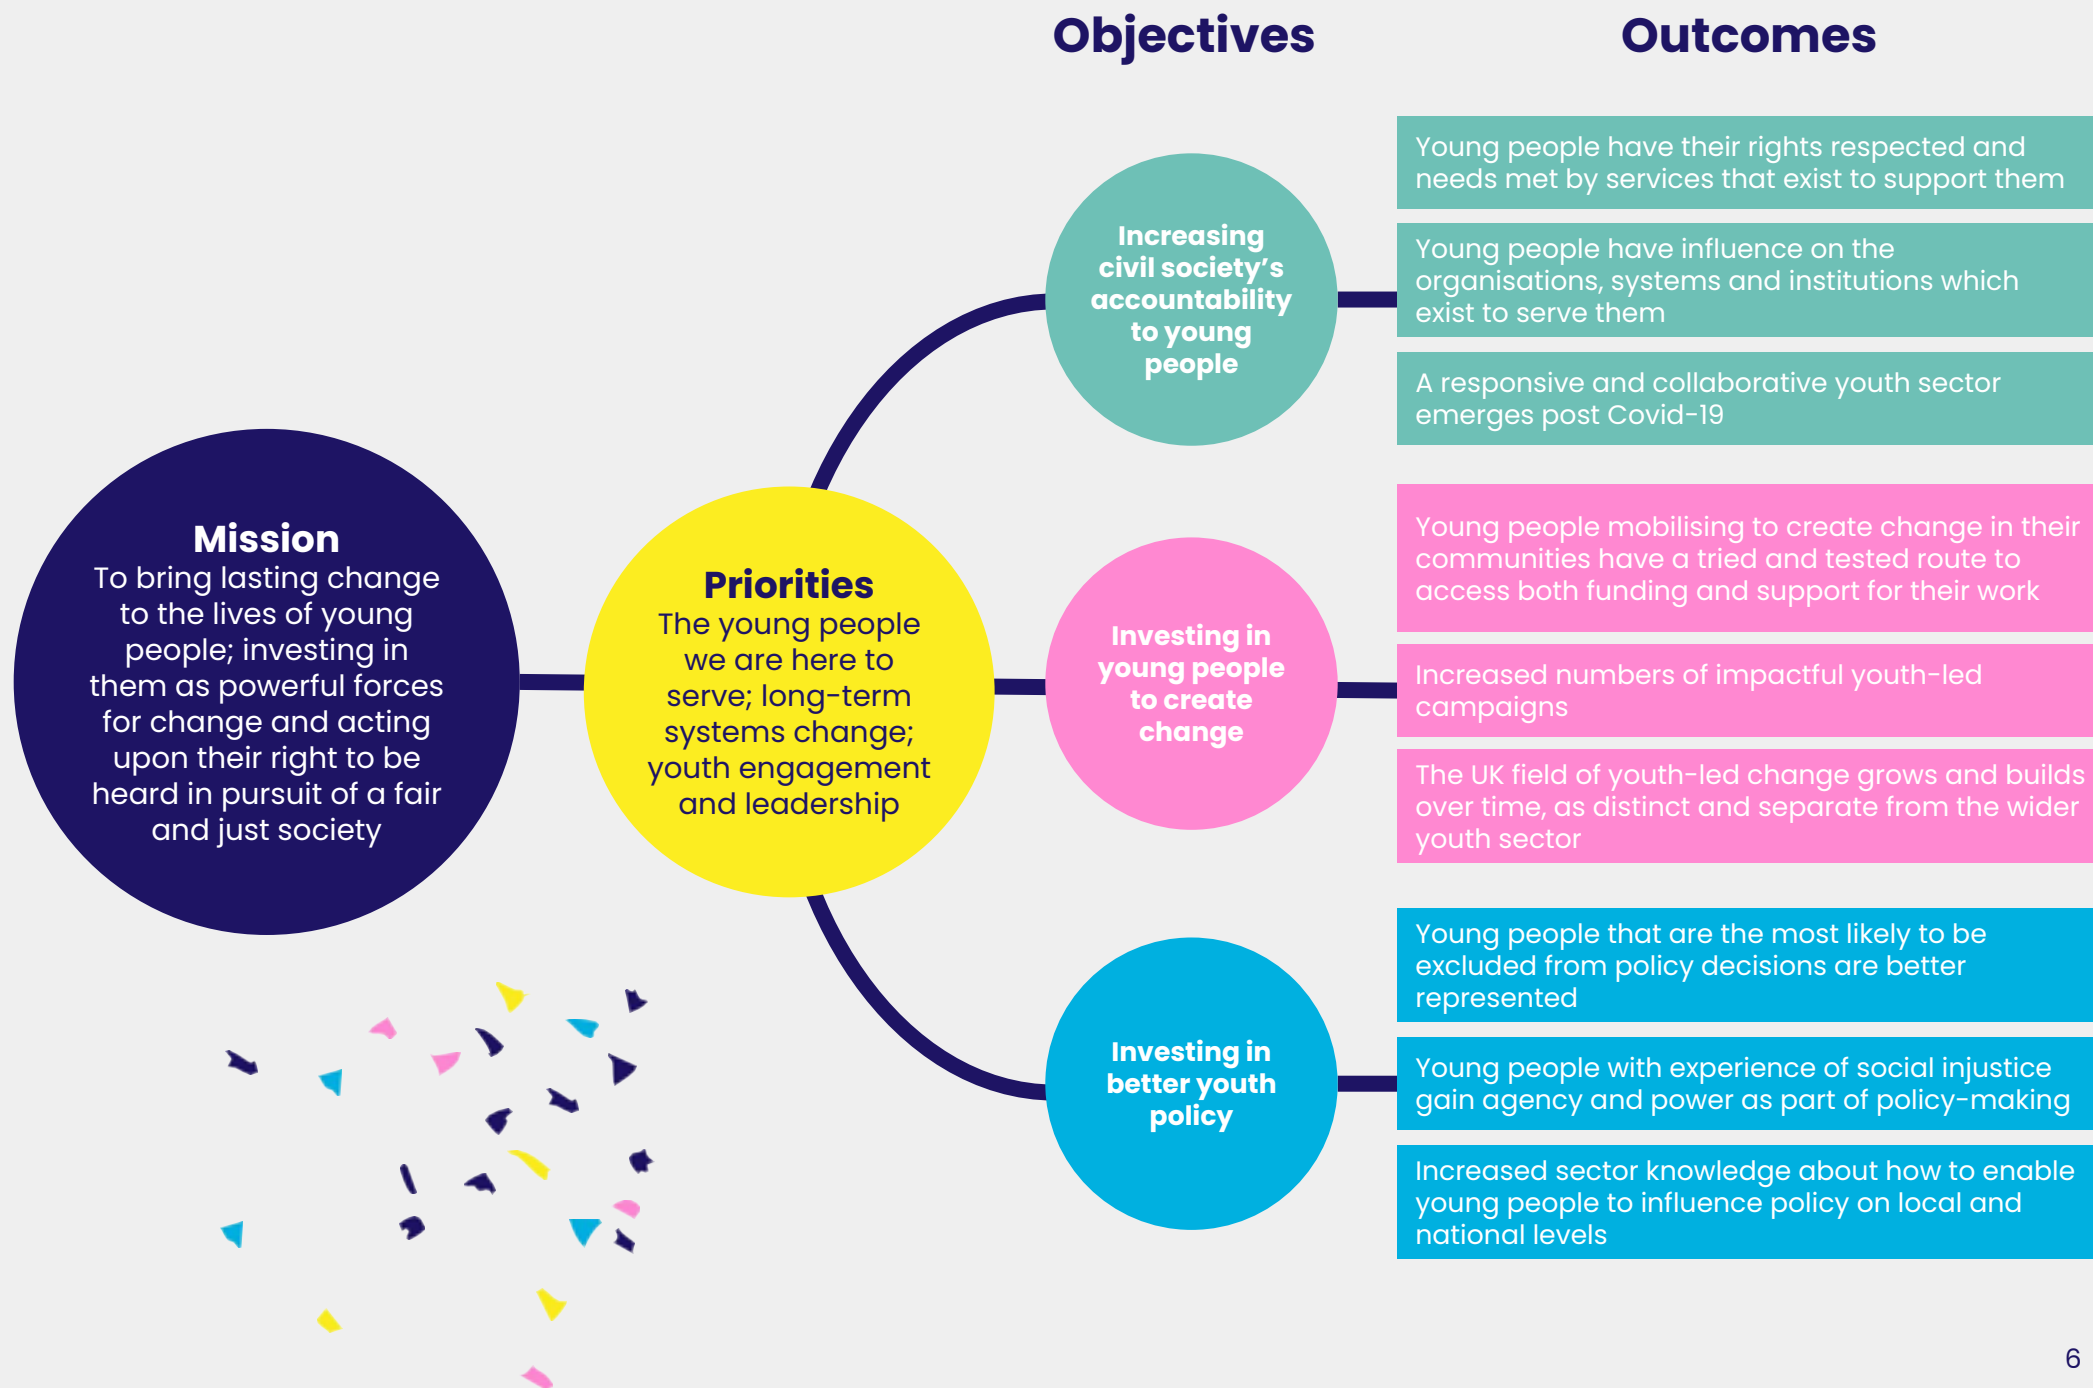 Objectives
Outcomes
Mission
To bring lasting change
to the lives of young
people; investing in
them as powerful forces
for change and acting
upon their right to be
heard in pursuit of a fair
and just society
Priorities
The young people
we are here to
serve; long-term
systems change;
youth engagement
and leadership
Increasing
civil society’s
accountability
to young
people
Young people have their rights respected and
needs met by services that exist to support them
Young people have influence on the
organisations, systems and institutions which
exist to serve them
A responsive and collaborative youth sector
emerges post Covid-19
Investing in
young people
to create
change
Young people mobilising to create change in their
communities have a tried and tested route to
access both funding and support for their work
Increased numbers of impactful youth-led
campaigns
The UK field of youth-led change grows and builds
over time, as distinct and separate from the wider
youth sector
Investing in
better youth
policy
Young people that are the most likely to be
excluded from policy decisions are better
represented
Young people with experience of social injustice
gain agency and power as part of policy-making
Increased sector knowledge about how to enable
young people to influence policy on local and
national levels
6